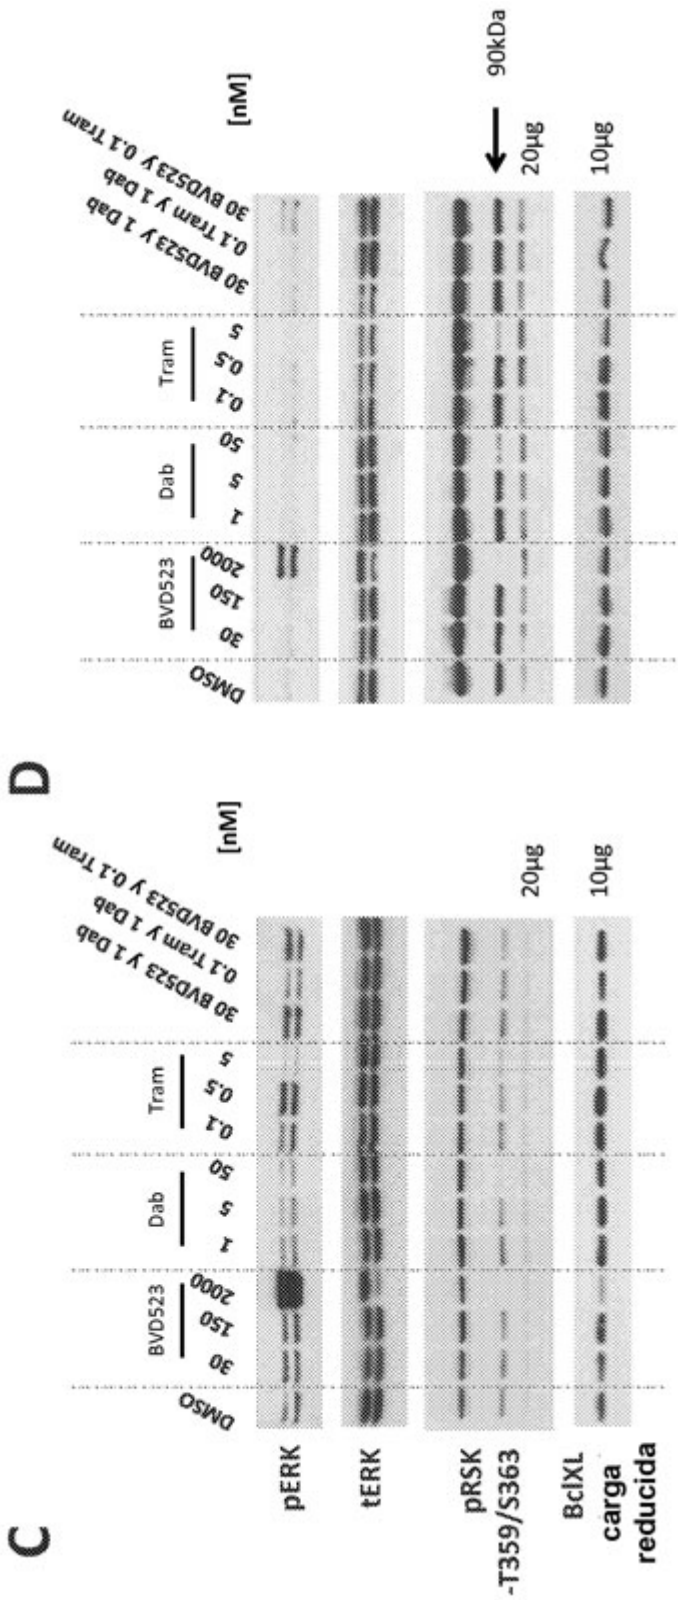 C
BVD523
Dab
Tram
DMSO
30
150
2000
1
5
50
0.1
0.5
5
30 BVD523 y 1 Dab
0.1 Tram y 1 Dab
30 BVD523 y 0.1 Tram
[nM]
pERK
tERK
pRSK
-T359/S363
20µg
BclXL
carga
reducida
10µg
D
BVD523
Dab
Tram
DMSO
30
150
2000
1
5
50
0.1
0.5
5
30 BVD523 y 1 Dab
0.1 Tram y 1 Dab
30 BVD523 y 0.1 Tram
[nM]
90kDa
20µg
10µg